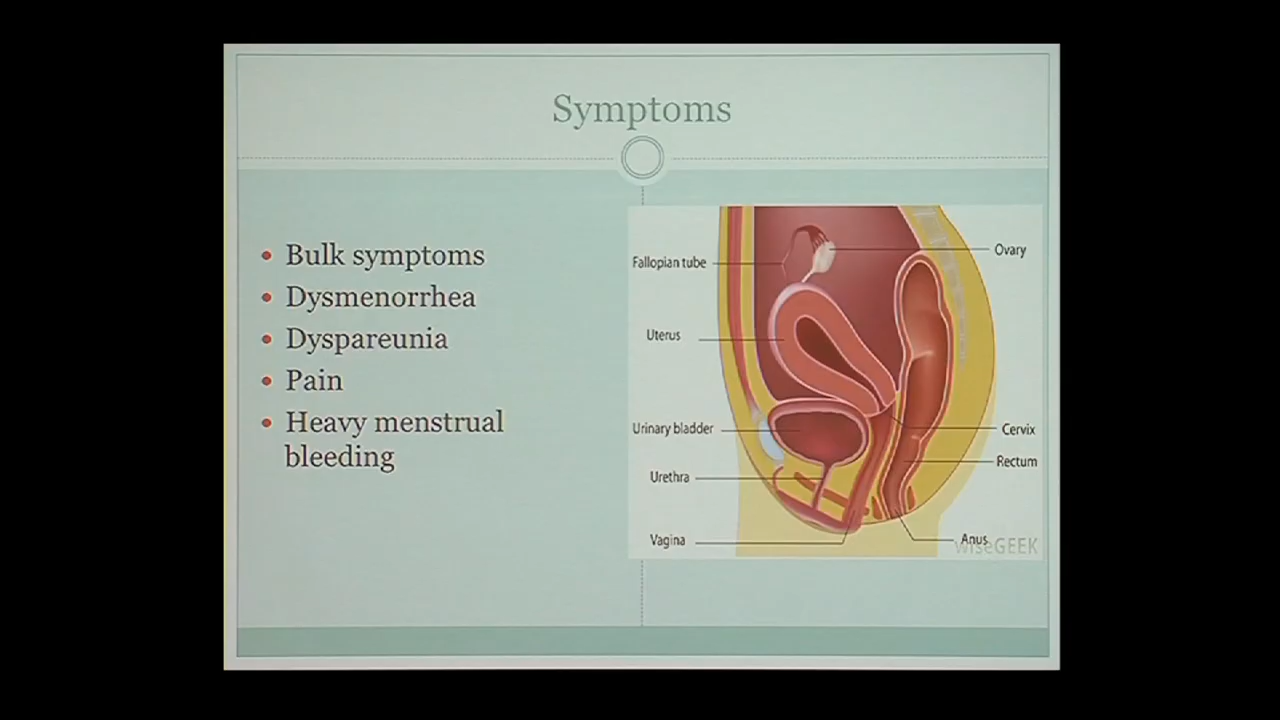 Symptoms
• Bulk symptoms
• Dysmenorrhea
• Dyspareunia
• Pain
• Heavy menstrual
bleeding
Fallopian tube
Ovary
Uterus
Urinary bladder
Cervix
Rectum
Urethra
Vagina
Anus
wiseGEEK